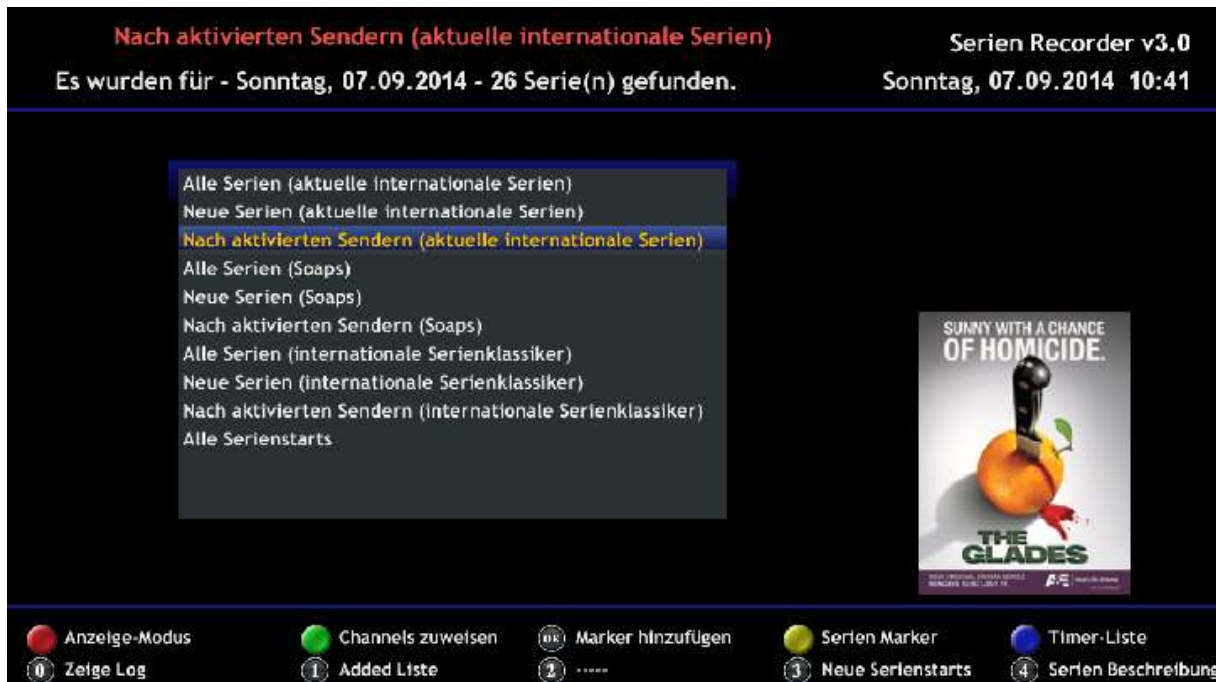 Nach aktivierten Sendern (aktuelle internationale Serien)
Serien Recorder v3.0
Es wurden für - Sonntag, 07.09.2014 - 26 Serie(n) gefunden.
Sonntag, 07.09.2014 10:41
Alle Serien (aktuelle internationale Serien)
Neue Serien (aktuelle internationale Serien)
Nach aktivierten Sendern (aktuelle internationale Serien)
Alle Serien (Soaps)
Neue Serien (Soaps)
Nach aktivierten Sendern (Soaps)
Alle Serien (internationale Serienklassiker)
Neue Serien (internationale Serienklassiker)
Nach aktivierten Sendern (internationale Serienklassiker)
Alle Serienstarts
SUNNY WITH A CHANCE
OF HOMICIDE.
THE
GLADES
A&E
Anzeige-Modus
Channels zuweisen
OK Marker hinzufügen
Serien Marker
Timer-Liste
0 Zeige Log
1 Added Liste
2 -----
3 Neue Serienstarts
4 Serien Beschreibung